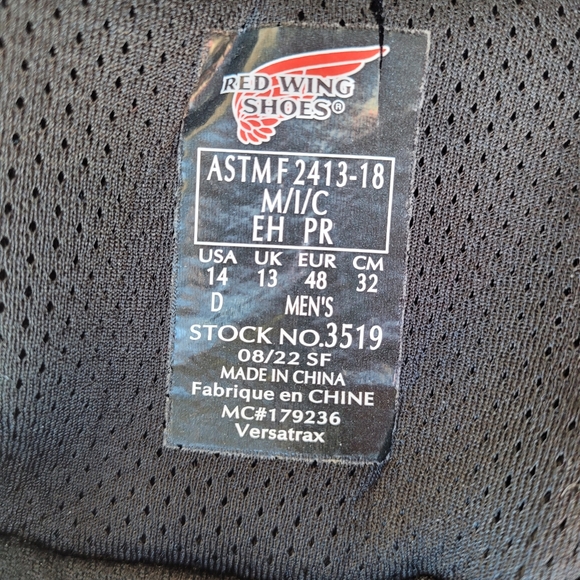 RED WING
SHOES®
ASTM F 2413-18
M/I/C
EH PR
USA UK EUR CM
14 13 48 32
D MEN'S
STOCK NO.3519
08/22 SF
MADE IN CHINA
Fabrique en CHINE
MC#179236
Versatrax